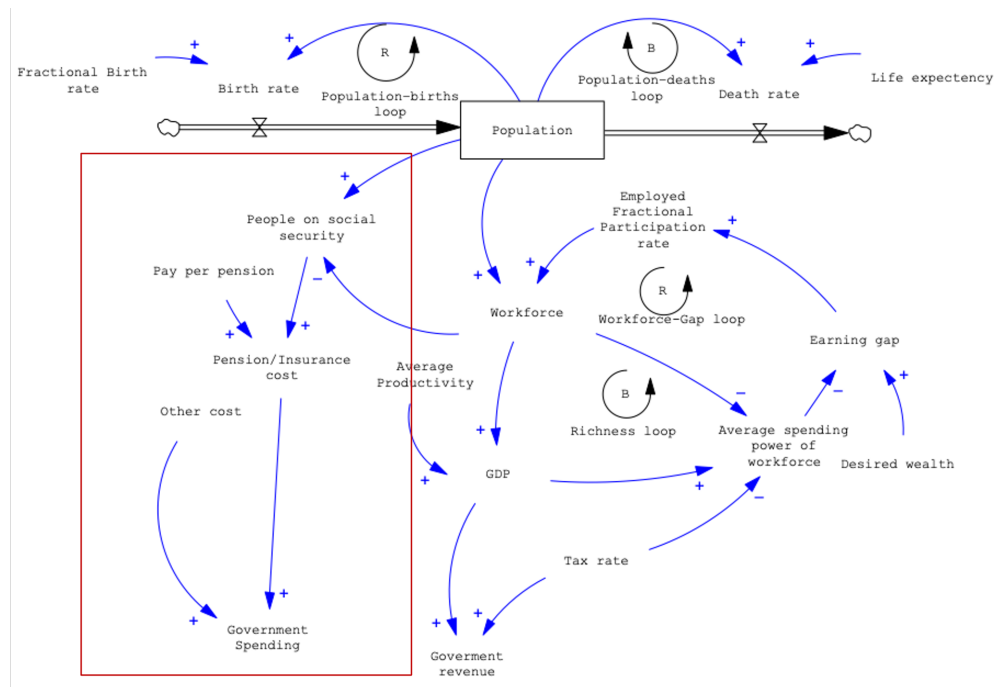 Fractional Birth
rate
+
Birth rate
+
R
Population-births
loop
B
Population-deaths
loop
+
Death rate
+
Life expectency
Population
+
People on social
security
Employed
Fractional
Participation
rate
+
Pay per pension
−
+
+
Workforce
R
Workforce-Gap loop
Earning gap
+
+
Pension/Insurance
cost
Average
Productivity
−
+
Other cost
B
Richness loop
−
+
Average spending
power of
workforce
Desired wealth
GDP
+
+
−
Tax rate
+
+
Government
Spending
+
+
Goverment
revenue